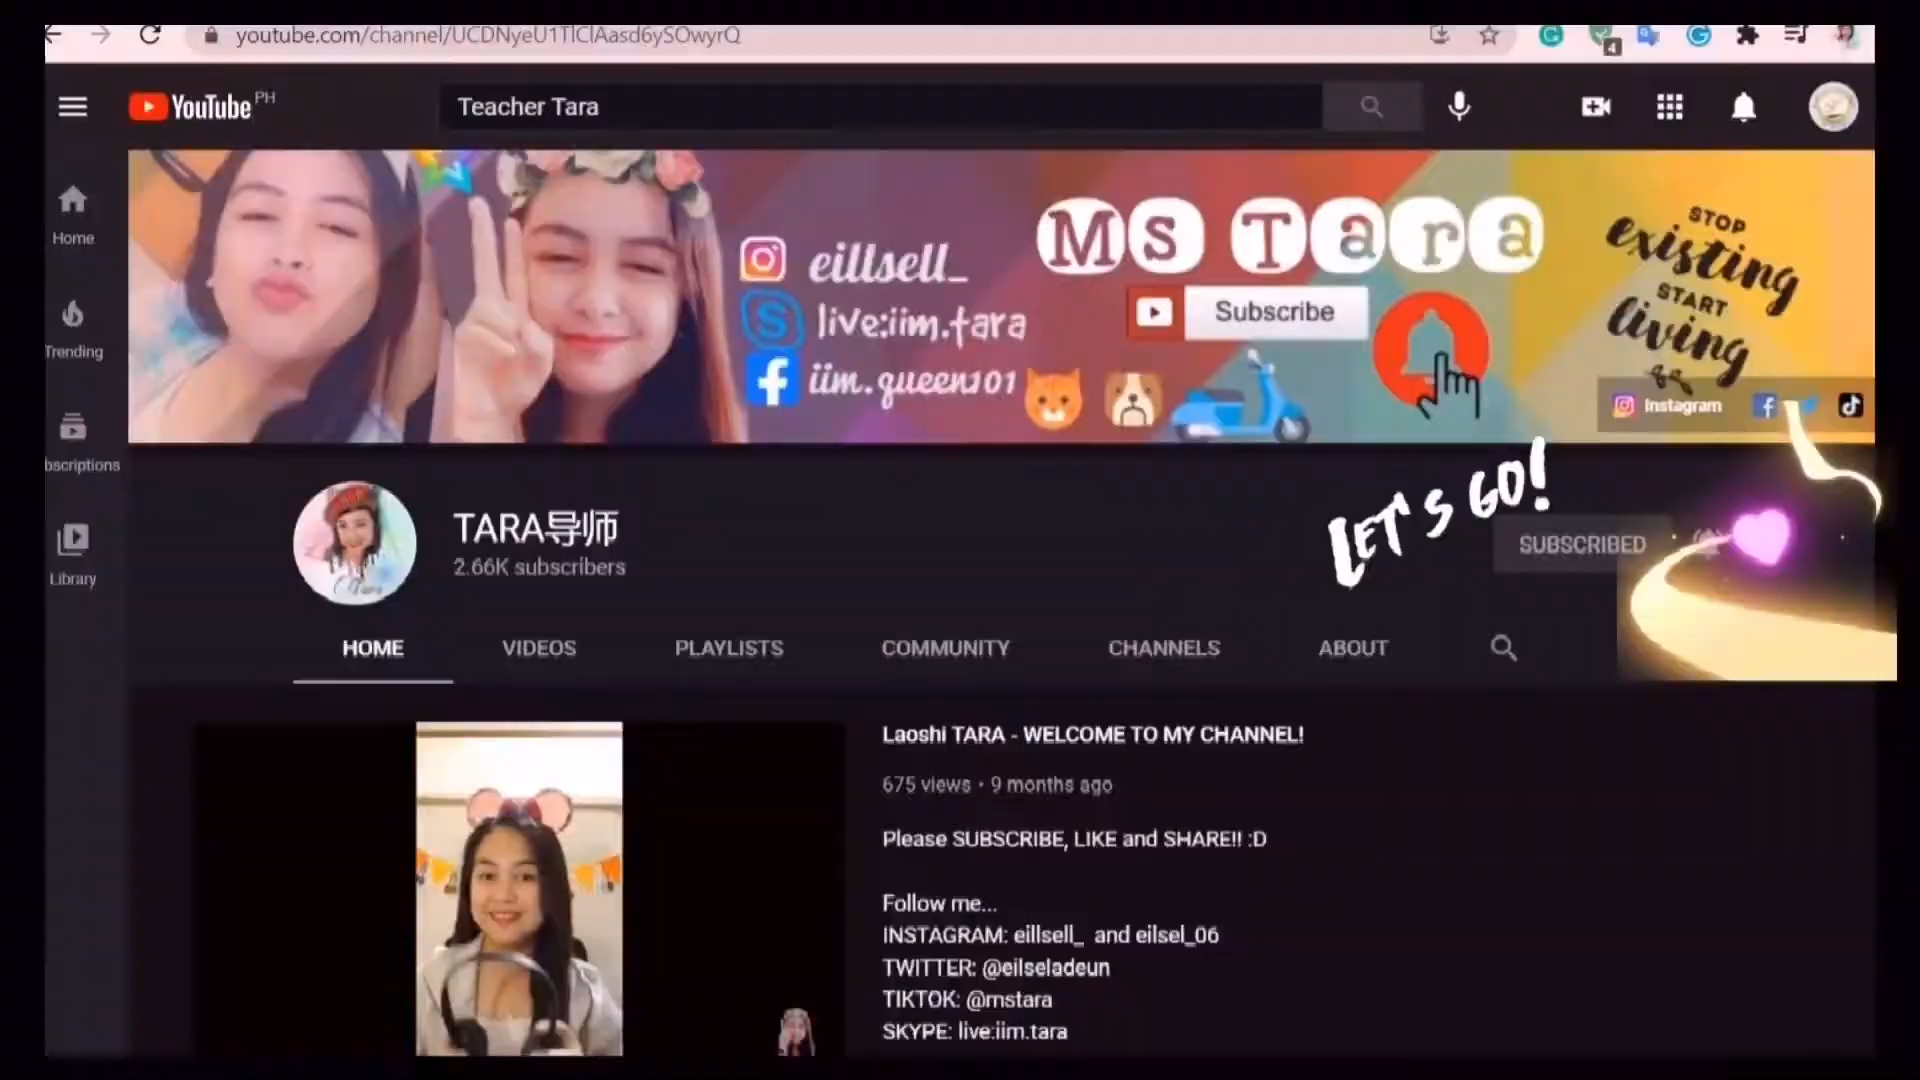 youtube.com/channel/UCDNyeU1TlClAasd6ySOwyrQ
4
YouTube PH
Teacher Tara
Home
Trending
bscriptions
Library
eillsell_
live:iim.tara
iim.queen101
Ms Tara
Subscribe
STOP
existing
START
living
Instagram
LET'S GO!
TARA导师
2.66K subscribers
SUBSCRIBED
HOME VIDEOS PLAYLISTS COMMUNITY CHANNELS ABOUT
Laoshi TARA - WELCOME TO MY CHANNEL!
675 views • 9 months ago
Please SUBSCRIBE, LIKE and SHARE!! :D
Follow me...
INSTAGRAM: eillsell_ and eilsel_06
TWITTER: @eilseladeun
TIKTOK: @mstara
SKYPE: live:iim.tara